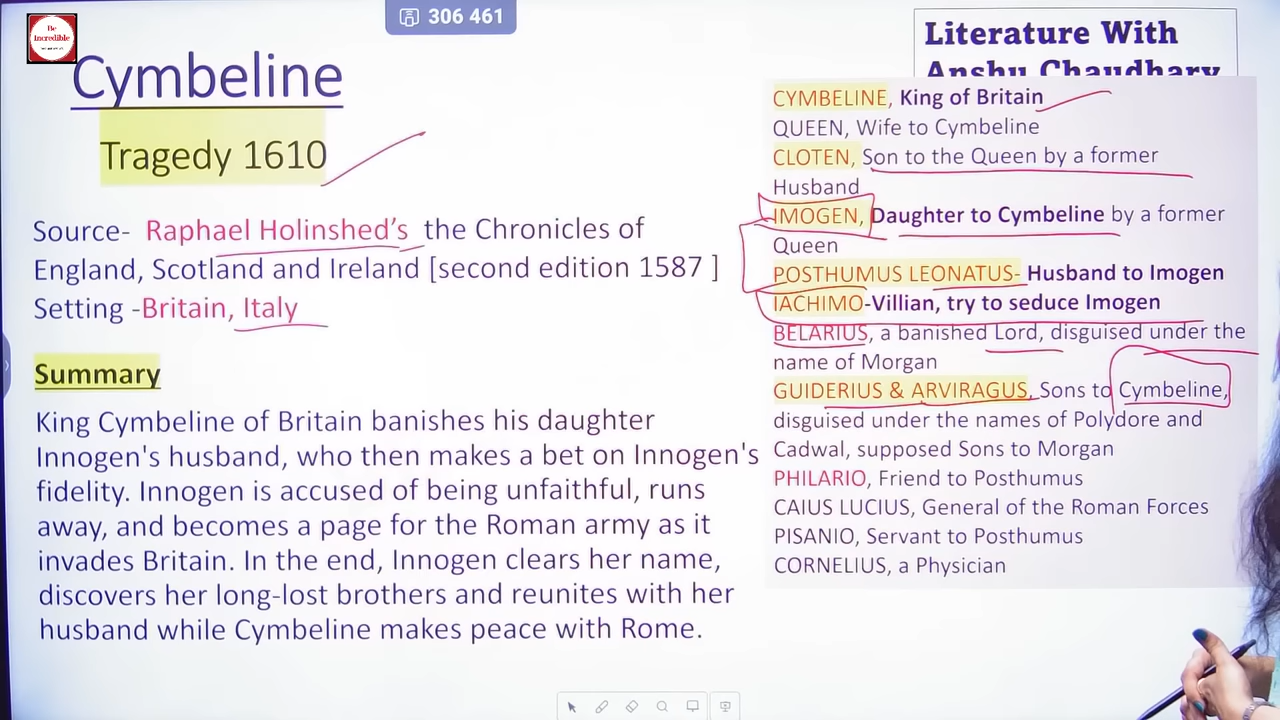 Be
Incredible
306 461
Literature With
Anshu Chaudhary
Cymbeline
Tragedy 1610
Source- Raphael Holinshed's the Chronicles of
England, Scotland and Ireland [second edition 1587 ]
Setting -Britain, Italy
Summary
King Cymbeline of Britain banishes his daughter
Innogen's husband, who then makes a bet on Innogen's
fidelity. Innogen is accused of being unfaithful, runs
away, and becomes a page for the Roman army as it
invades Britain. In the end, Innogen clears her name,
discovers her long-lost brothers and reunites with her
husband while Cymbeline makes peace with Rome.
CYMBELINE, King of Britain
QUEEN, Wife to Cymbeline
CLOTEN, Son to the Queen by a former
Husband
IMOGEN, Daughter to Cymbeline by a former
Queen
POSTHUMUS LEONATUS- Husband to Imogen
IACHIMO-Villian, try to seduce Imogen
BELARIUS, a banished Lord, disguised under the
name of Morgan
GUIDERIUS & ARVIRAGUS, Sons to Cymbeline,
disguised under the names of Polydore and
Cadwal, supposed Sons to Morgan
PHILARIO, Friend to Posthumus
CAIUS LUCIUS, General of the Roman Forces
PISANIO, Servant to Posthumus
CORNELIUS, a Physician